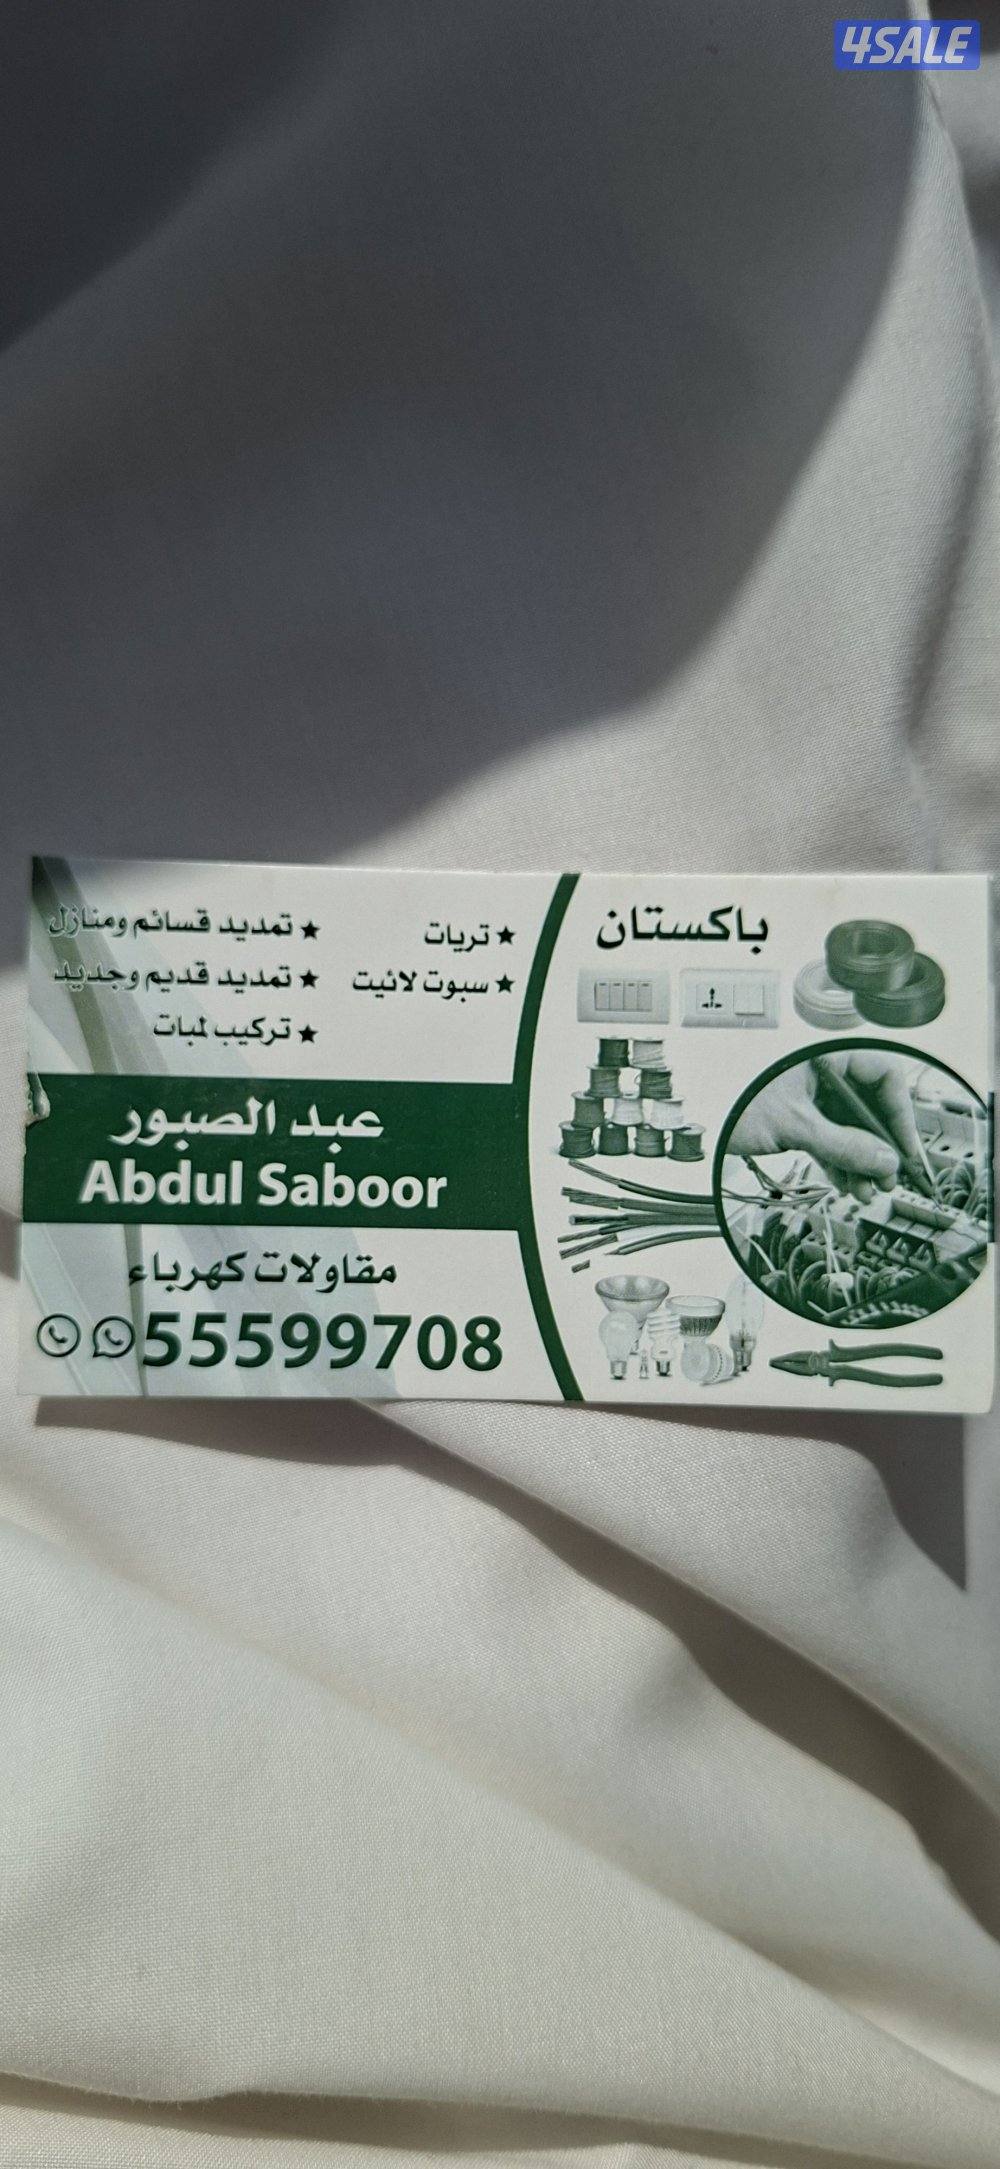 4SALE
باكستان
★ تريات
★ سبوت لائيت
★ تمديد قسائم ومنازل
★ تمديد قديم وجديد
★ تركيب لمبات
عبد الصبور
Abdul Saboor
مقاولات كهرباء
55599708